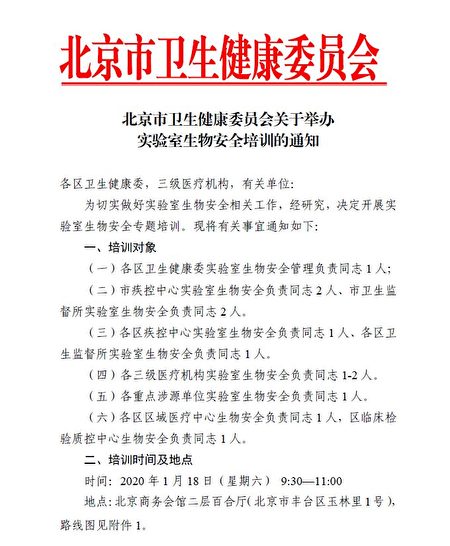 北京市卫生健康委员会
北京市卫生健康委员会关于举办
实验室生物安全培训的通知
各区卫生健康委，三级医疗机构，有关单位：
为切实做好实验室生物安全相关工作，经研究，决定开展实
验室生物安全专题培训。现将有关事宜通知如下：
一、培训对象
（一）各区卫生健康委实验室生物安全管理负责同志 1 人；
（二）市疾控中心实验室生物安全负责同志 2 人、市卫生监
督所实验室生物安全负责同志 2 人。
（三）各区疾控中心实验室生物安全负责同志 1 人、各区卫
生监督所实验室生物安全负责同志 1 人。
（四）各三级医疗机构实验室生物安全负责同志 1-2 人。
（五）各重点涉源单位实验室生物安全负责同志 1 人。
（六）各区区域医疗中心生物安全负责同志 1 人，区临床检
验质控中心生物安全负责同志 1 人。
二、培训时间及地点
时间：2020 年 1 月 18 日（星期六） 9:30—11:00
地点：北京商务会馆二层百合厅（北京市丰台区玉林里 1 号），
路线图见附件 1。